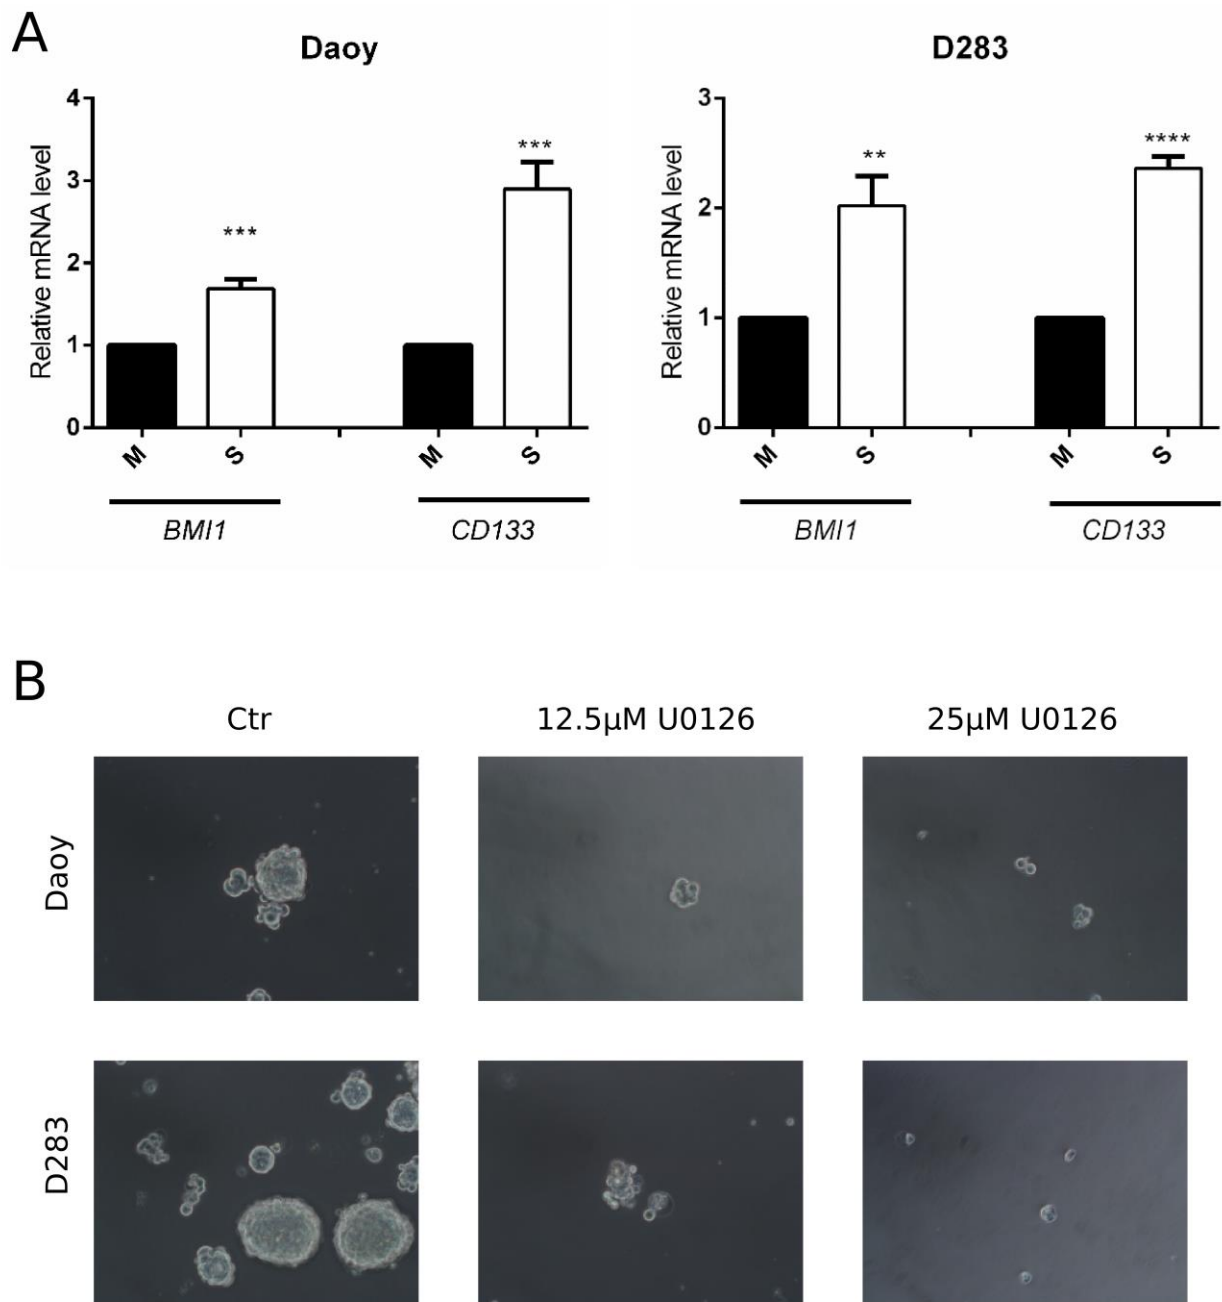 A
Daoy
D283
4
3
2
1
0
Relative mRNA level
***
***
M
S
M
S
BMI1
CD133
3
2
1
0
Relative mRNA level
**
****
M
S
M
S
BMI1
CD133
B
Ctr
12.5µM U0126
25µM U0126
Daoy
D283